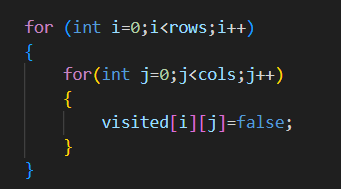 for (int i=0;i<rows;i++)
{
    for(int j=0;j<cols;j++)
    {
        visited[i][j]=false;
    }
}